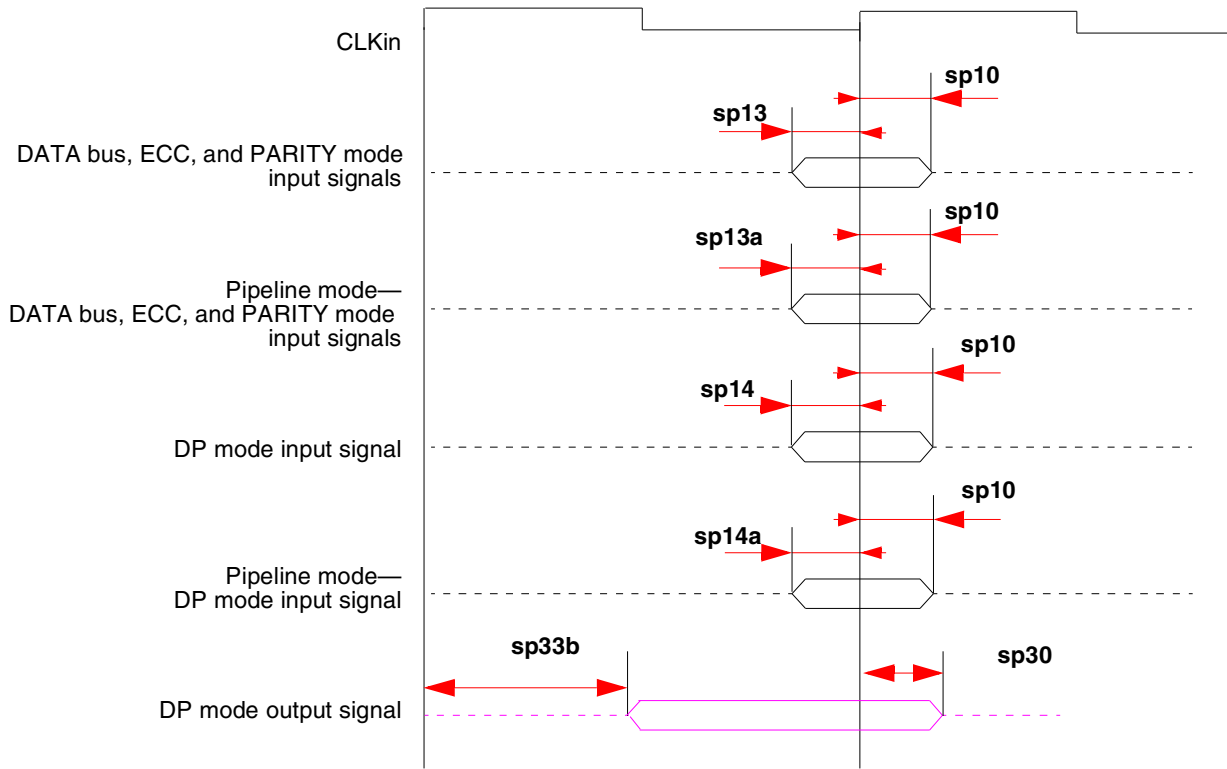 CLKin
sp10
sp13
DATA bus, ECC, and PARITY mode
input signals
sp10
sp13a
Pipeline mode—
DATA bus, ECC, and PARITY mode
input signals
sp10
sp14
DP mode input signal
sp10
sp14a
Pipeline mode—
DP mode input signal
sp33b
sp30
DP mode output signal